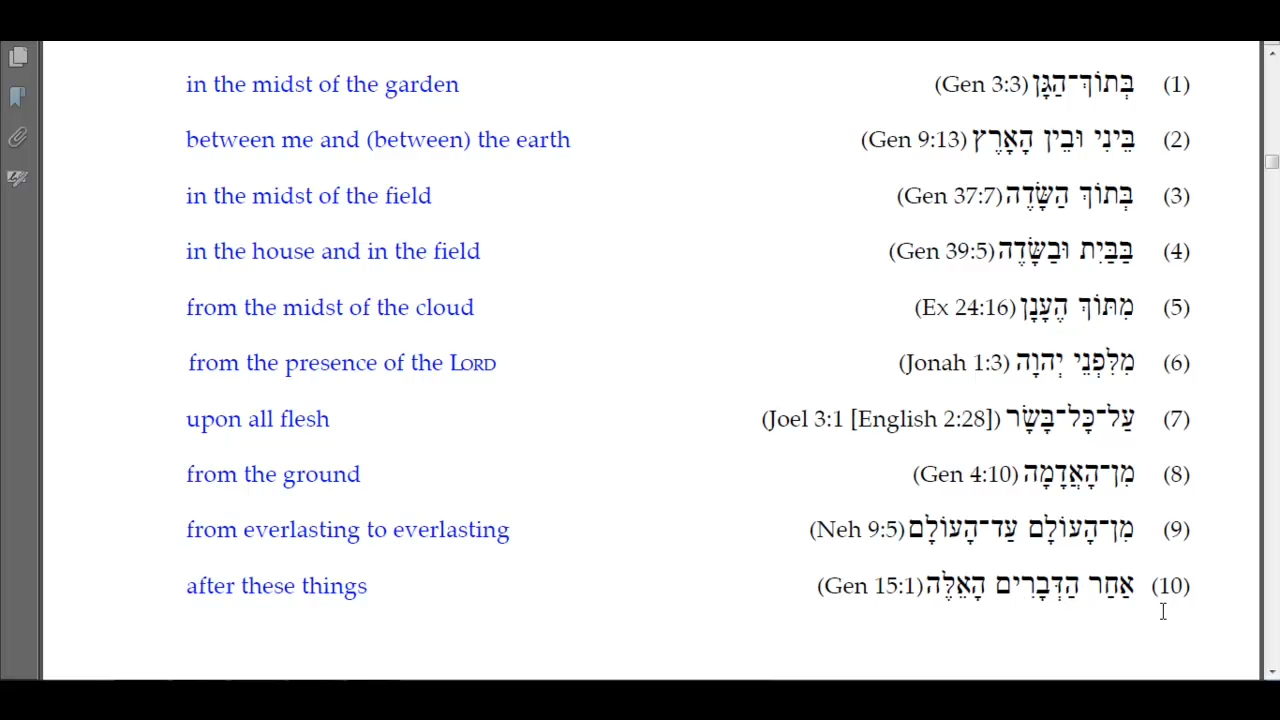 in the midst of the garden (1) בְּתוֹךְ־הַגָּן (Gen 3:3)
between me and (between) the earth (2) בֵּינִי וּבֵין הָאָרֶץ (Gen 9:13)
in the midst of the field (3) בְּתוֹךְ הַשָּׂדֶה (Gen 37:7)
in the house and in the field (4) בַּבַּיִת וּבַשָּׂדֶה (Gen 39:5)
from the midst of the cloud (5) מִתּוֹךְ הֶעָנָן (Ex 24:16)
from the presence of the LORD (6) מִלִּפְנֵי יְהוָה (Jonah 1:3)
upon all flesh (7) עַל־כָּל־בָּשָׂר (Joel 3:1 [English 2:28])
from the ground (8) מִן־הָאֲדָמָה (Gen 4:10)
from everlasting to everlasting (9) מִן־הָעוֹלָם עַד־הָעוֹלָם (Neh 9:5)
after these things (10) אַחַר הַדְּבָרִים הָאֵלֶּה (Gen 15:1)